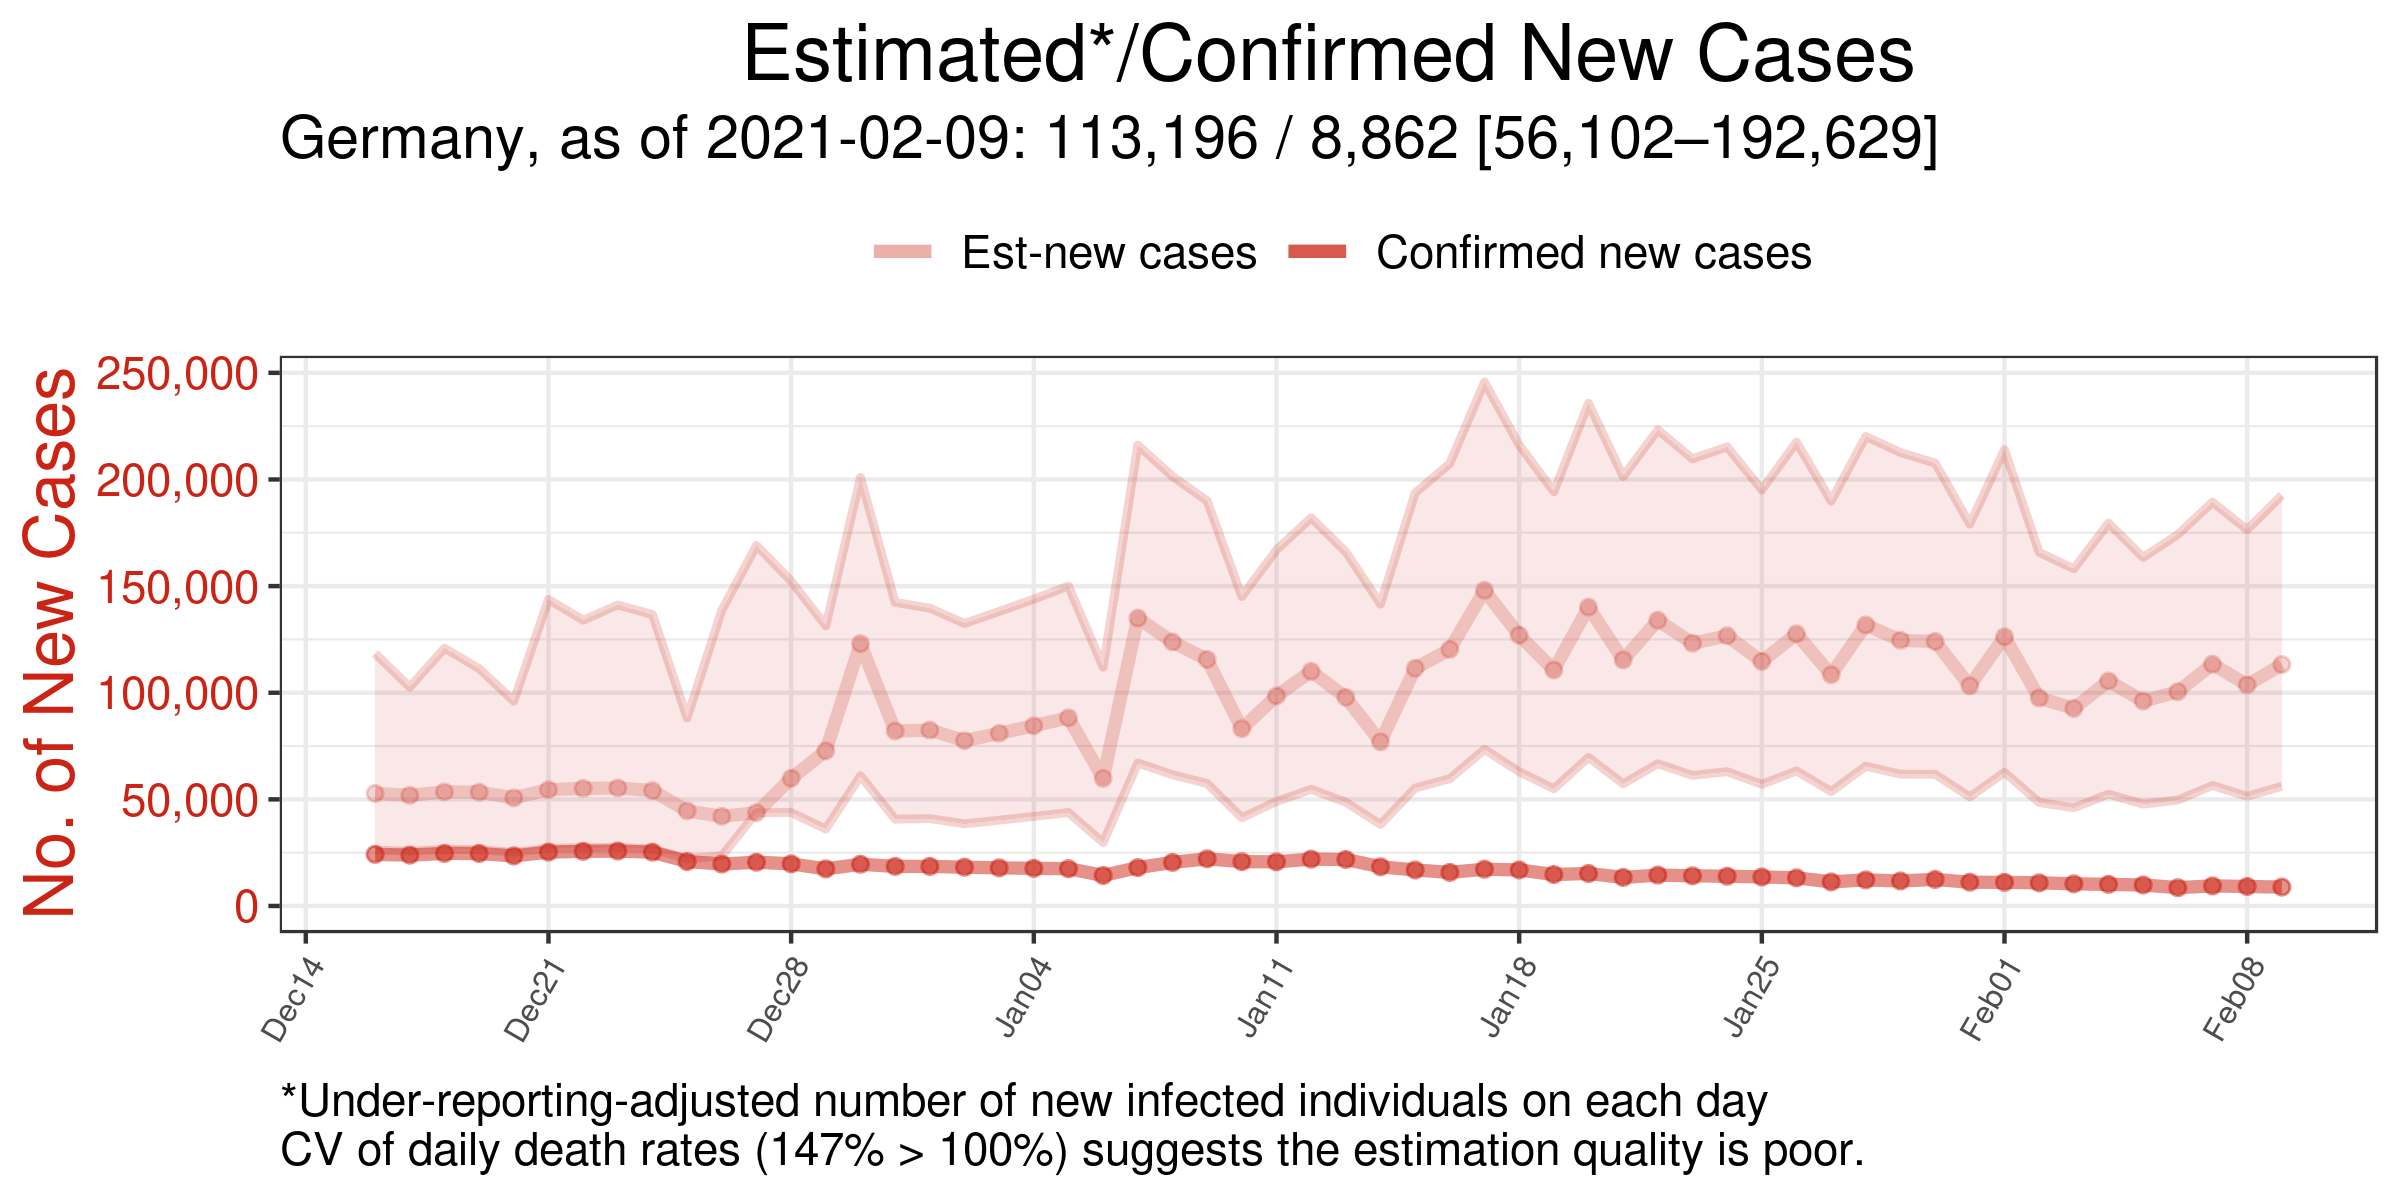 Estimated*/Confirmed New Cases
Germany, as of 2021-02-09: 113,196 / 8,862 [56,102–192,629]
Est-new cases
Confirmed new cases
No. of New Cases
250,000
200,000
150,000
100,000
50,000
0
Dec14
Dec21
Dec28
Jan04
Jan11
Jan18
Jan25
Feb01
Feb08
*Under-reporting-adjusted number of new infected individuals on each day
CV of daily death rates (147% > 100%) suggests the estimation quality is poor.